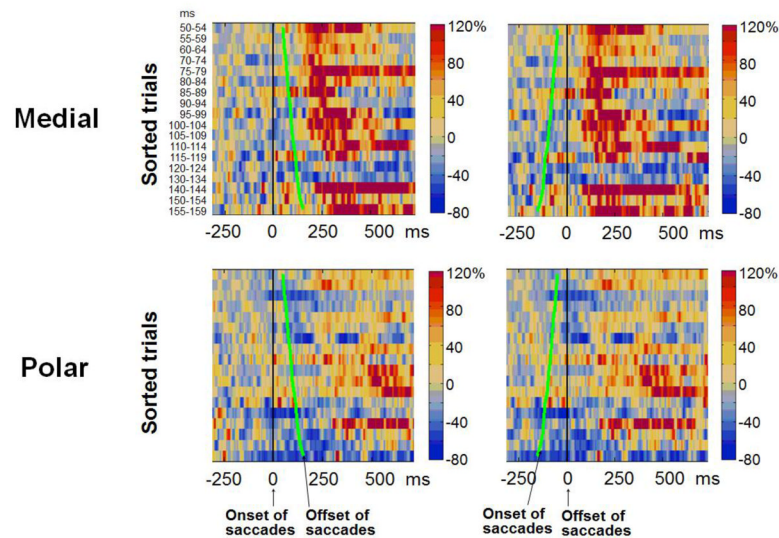 ms
50-54
55-59
60-64
70-74
75-79
80-84
85-89
90-94
95-99
100-104
105-109
110-114
115-119
120-124
130-134
140-144
150-154
155-159
Medial
Sorted trials
120%
80
40
0
-40
-80
-250 0 250 500 ms
120%
80
40
0
-40
-80
-250 0 250 500 ms
Polar
Sorted trials
120%
80
40
0
-40
-80
-250 0 250 500 ms
Onset of
saccades
Offset of
saccades
Sorted trials
120%
80
40
0
-40
-80
-250 0 250 500 ms
Onset of
saccades
Offset of
saccades